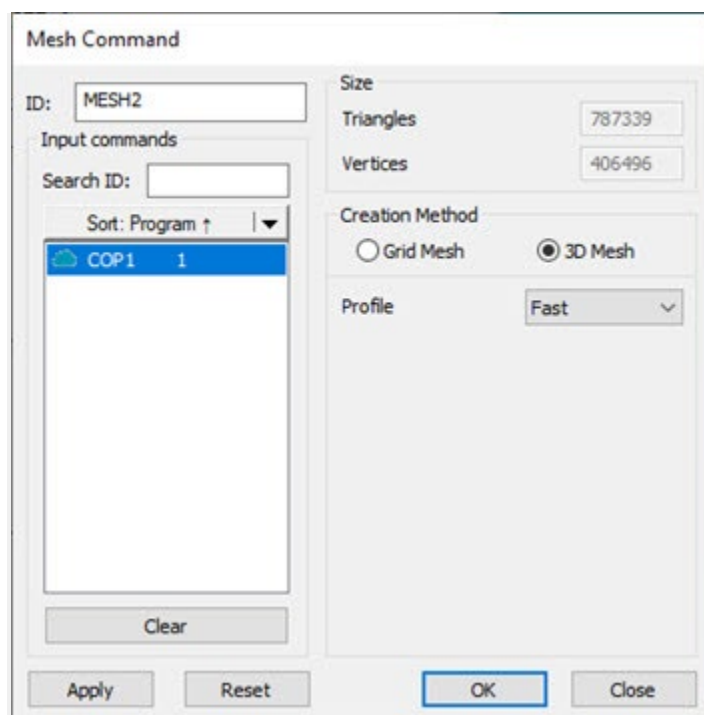 Mesh Command
ID: MESH2
Input commands
Search ID:
Sort: Program ↑
COP1 1
Clear
Size
Triangles 787339
Vertices 406496
Creation Method
Grid Mesh 3D Mesh
Profile Fast
Apply Reset OK Close